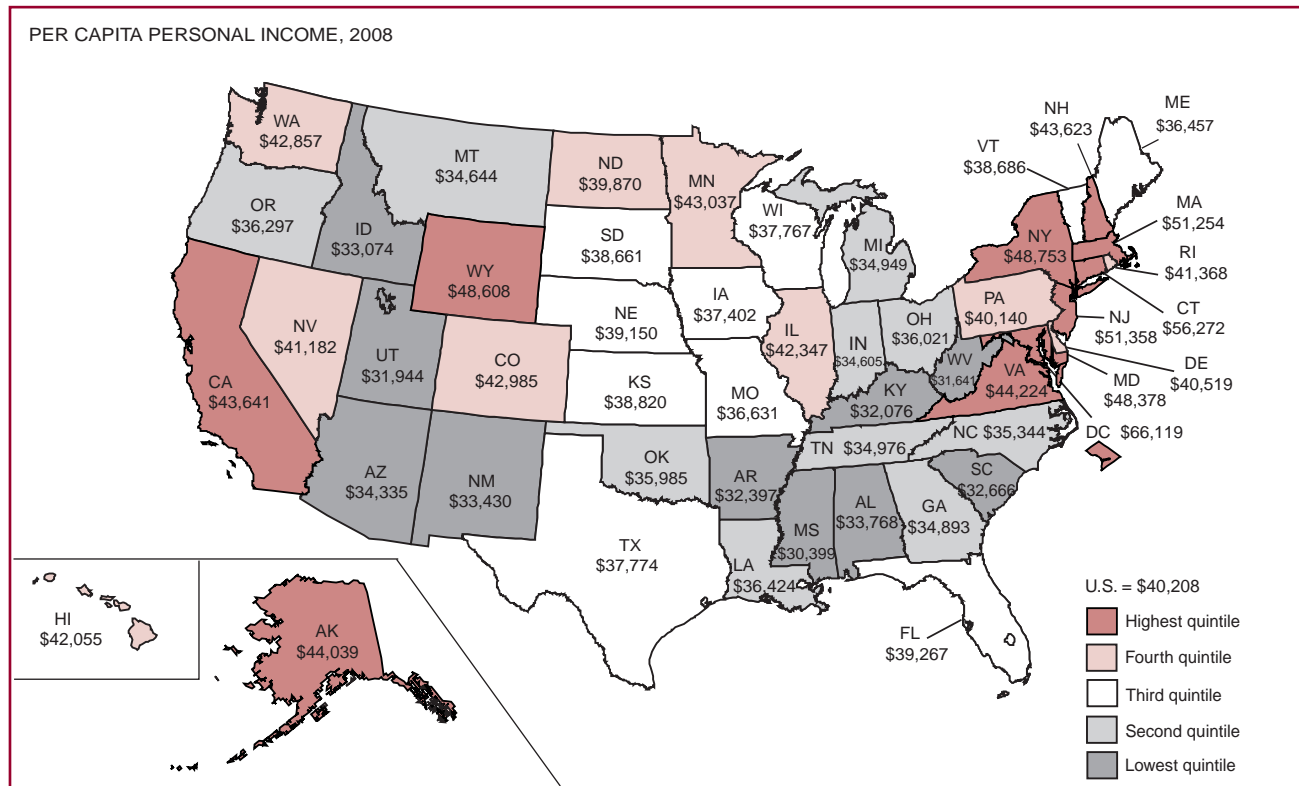 PER CAPITA PERSONAL INCOME, 2008
WA
$42,857
OR
$36,297
CA
$43,641
NV
$41,182
ID
$33,074
MT
$34,644
WY
$48,608
UT
$31,944
AZ
$34,335
CO
$42,985
NM
$33,430
ND
$39,870
SD
$38,661
NE
$39,150
KS
$38,820
OK
$35,985
TX
$37,774
MN
$43,037
IA
$37,402
MO
$36,631
AR
$32,397
LA
$36,424
WI
$37,767
IL
$42,347
MI
$34,949
IN
$34,605
OH
$36,021
KY
$32,076
TN $34,976
MS
$30,399
AL
$33,768
GA
$34,893
FL
$39,267
SC
$32,666
NC $35,344
WV
$31,641
VA
$44,224
PA
$40,140
NY
$48,753
VT
$38,686
NH
$43,623
ME
$36,457
MA
$51,254
RI
$41,368
CT
$56,272
NJ
$51,358
DE
$40,519
MD
$48,378
DC $66,119
HI
$42,055
AK
$44,039
U.S. = $40,208
Highest quintile
Fourth quintile
Third quintile
Second quintile
Lowest quintile